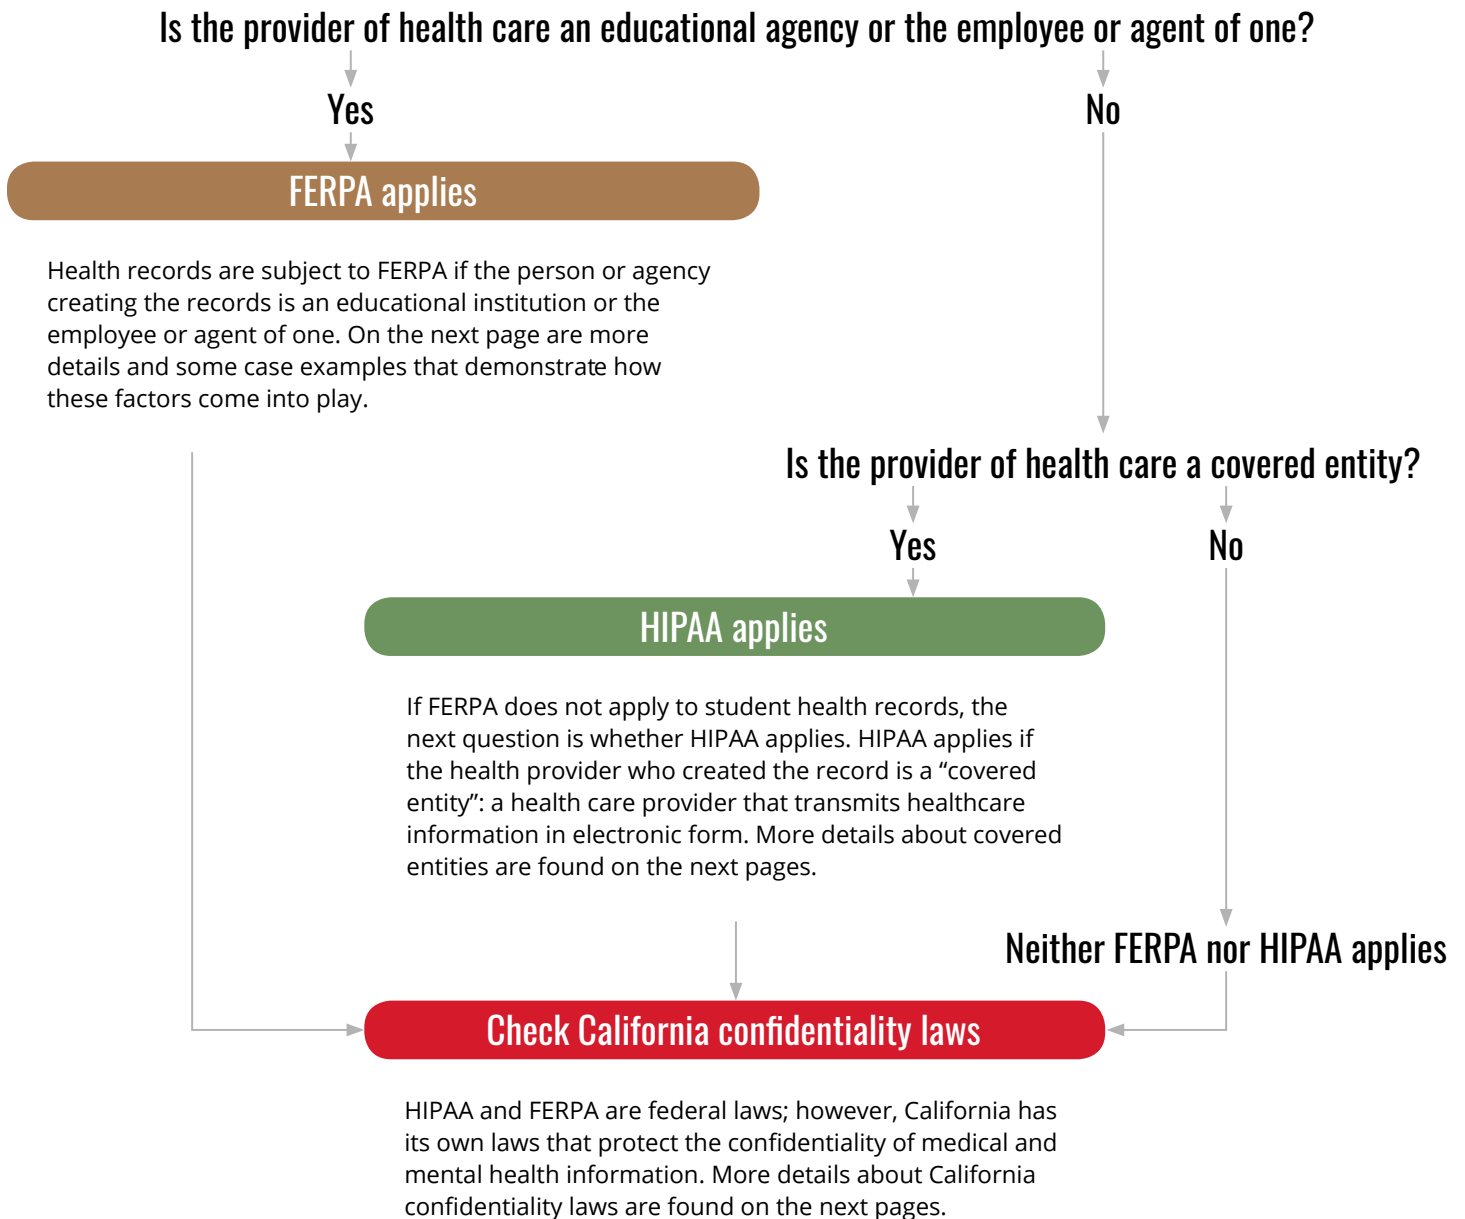 Is the provider of health care an educational agency or the employee or agent of one?
Yes
No
FERPA applies
Health records are subject to FERPA if the person or agency
creating the records is an educational institution or the
employee or agent of one. On the next page are more
details and some case examples that demonstrate how
these factors come into play.
Is the provider of health care a covered entity?
Yes
No
HIPAA applies
If FERPA does not apply to student health records, the
next question is whether HIPAA applies. HIPAA applies if
the health provider who created the record is a “covered
entity”: a health care provider that transmits healthcare
information in electronic form. More details about covered
entities are found on the next pages.
Neither FERPA nor HIPAA applies
Check California confidentiality laws
HIPAA and FERPA are federal laws; however, California has
its own laws that protect the confidentiality of medical and
mental health information. More details about California
confidentiality laws are found on the next pages.